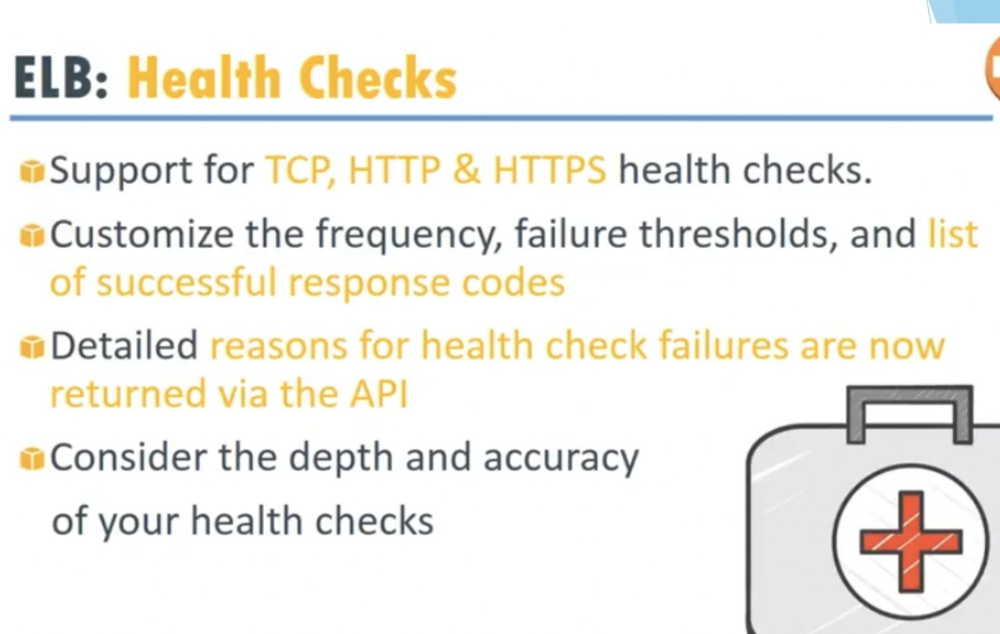 ELB: Health Checks
Support for TCP, HTTP & HTTPS health checks.
Customize the frequency, failure thresholds, and list
of successful response codes
Detailed reasons for health check failures are now
returned via the API
Consider the depth and accuracy
of your health checks